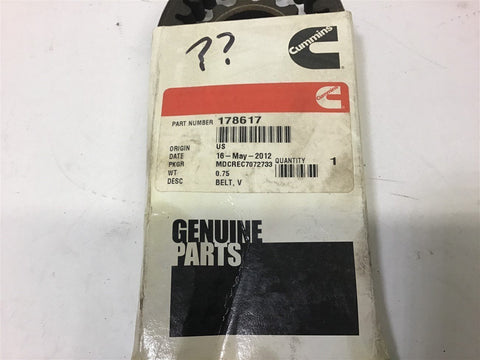 ??
Cummins
Cummins
PART NUMBER 178617
ORIGIN US
DATE 16-May-2012
PKGR MDCREC7072733 QUANTITY 1
WT 0.75
DESC BELT, V
GENUINE
PARTS